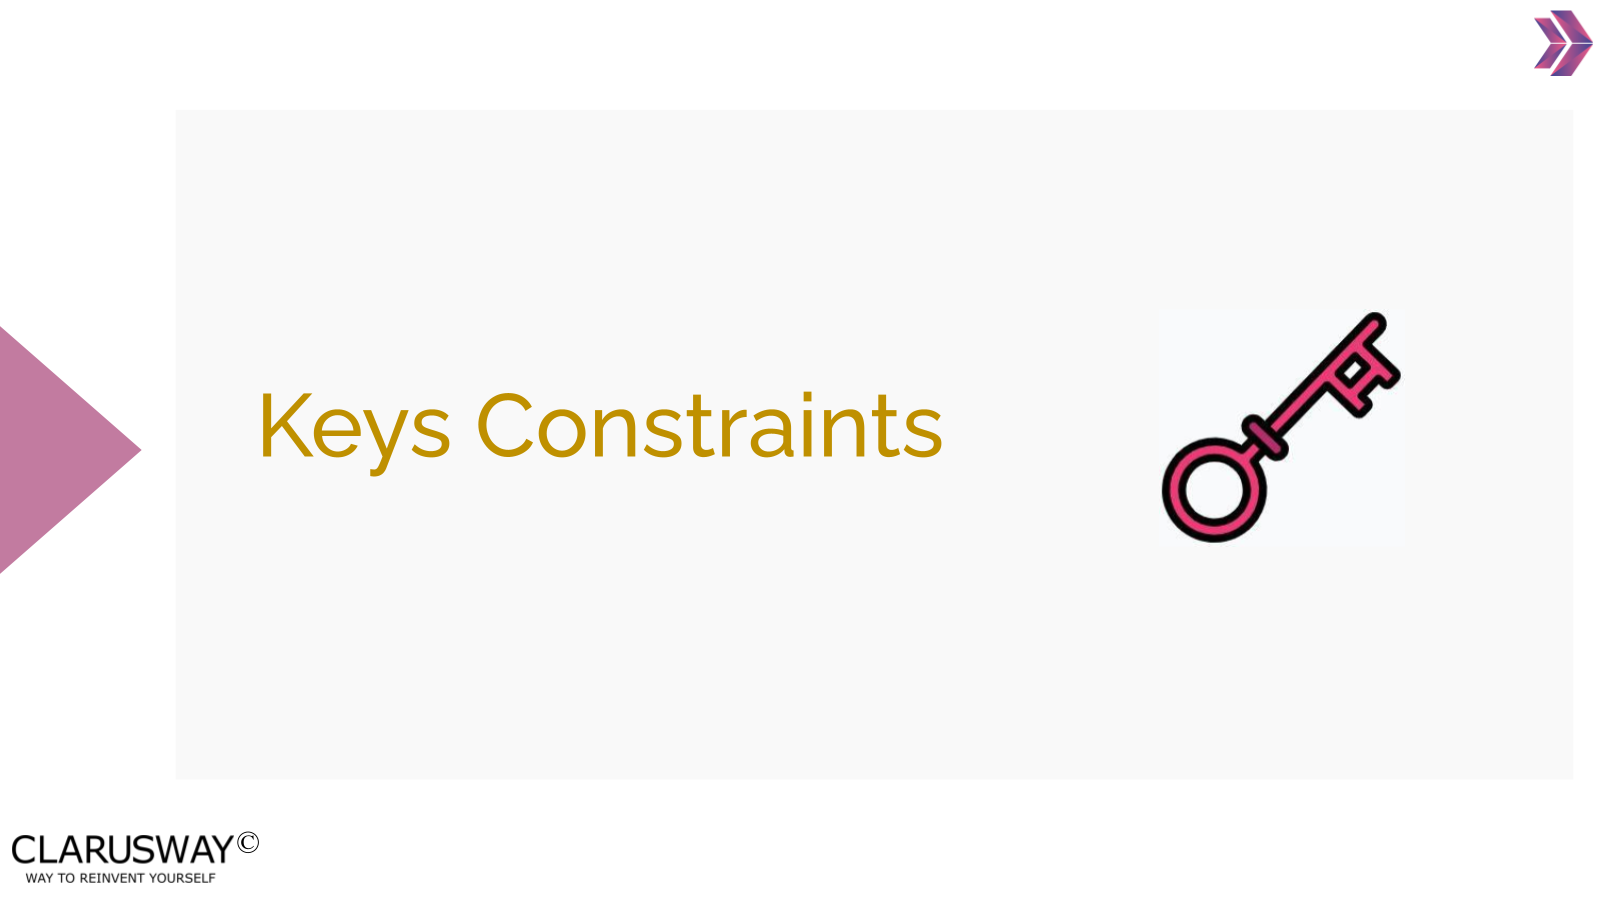 Keys Constraints
CLARUSWAY©
WAY TO REINVENT YOURSELF